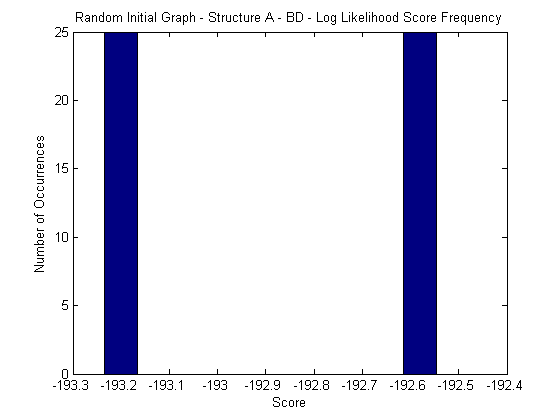 Random Initial Graph - Structure A - BD - Log Likelihood Score Frequency
25
20
15
10
5
0
Number of Occurrences
-193.3 -193.2 -193.1 -193 -192.9 -192.8 -192.7 -192.6 -192.5 -192.4
Score